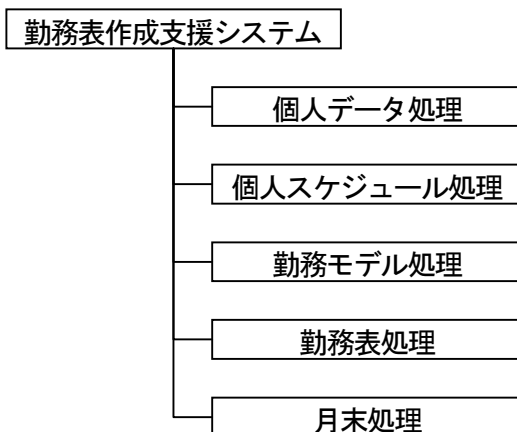 勤務表作成支援システム
個人データ処理
個人スケジュール処理
勤務モデル処理
勤務表処理
月末処理